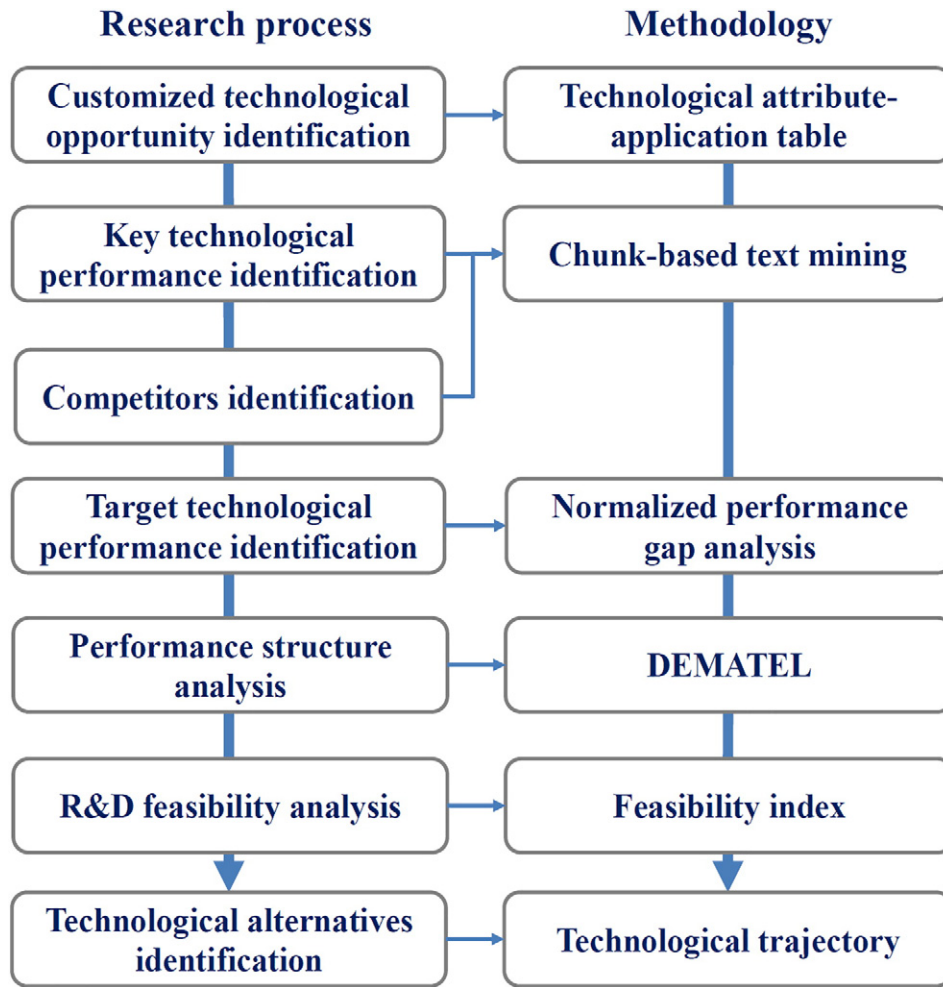 Research process
Methodology
Customized technological
opportunity identification
Technological attribute-
application table
Key technological
performance identification
Chunk-based text mining
Competitors identification
Target technological
performance identification
Normalized performance
gap analysis
Performance structure
analysis
DEMATEL
R&D feasibility analysis
Feasibility index
Technological alternatives
identification
Technological trajectory